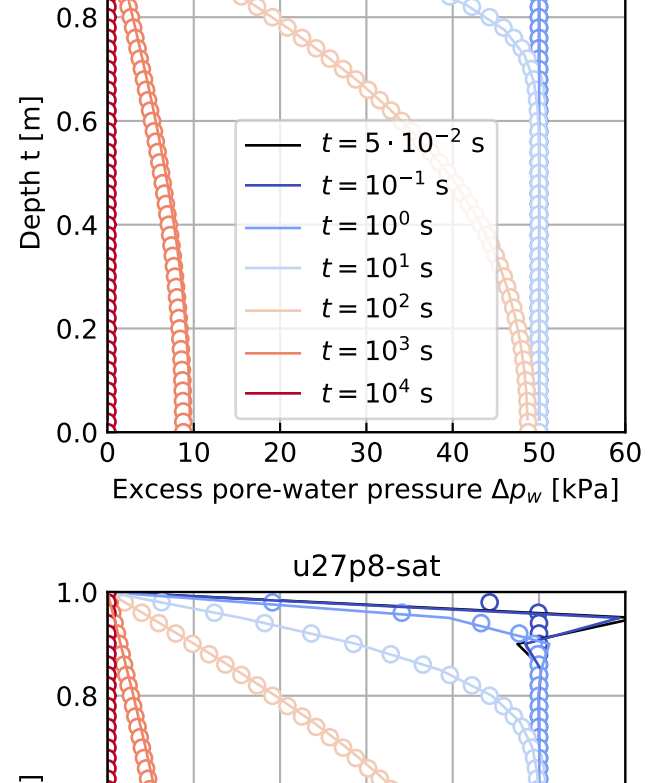 0.8
0.6
0.4
0.2
0.0
Depth t [m]
t = 5 · 10⁻² s
t = 10⁻¹ s
t = 10⁰ s
t = 10¹ s
t = 10² s
t = 10³ s
t = 10⁴ s
0 10 20 30 40 50 60
Excess pore-water pressure Δp_w [kPa]
u27p8-sat
1.0
0.8
]